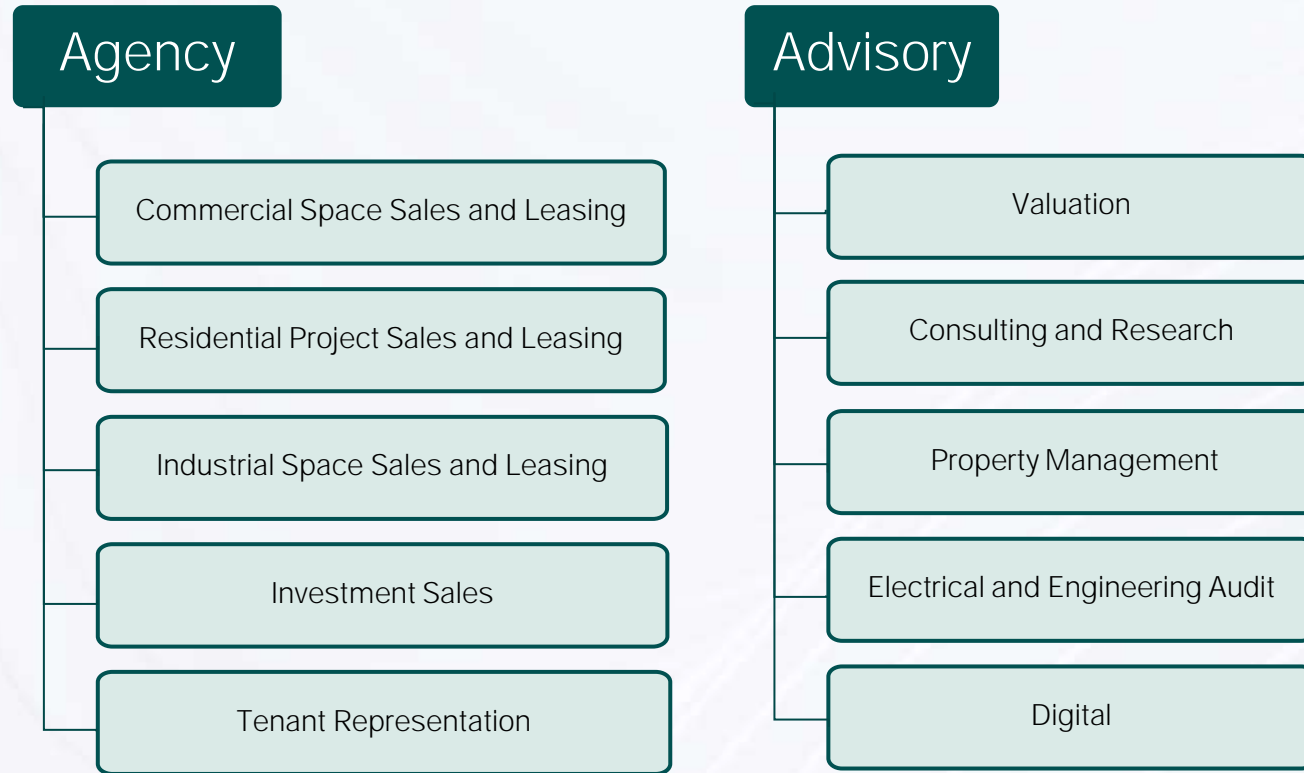 Agency
Commercial Space Sales and Leasing
Residential Project Sales and Leasing
Industrial Space Sales and Leasing
Investment Sales
Tenant Representation
Advisory
Valuation
Consulting and Research
Property Management
Electrical and Engineering Audit
Digital